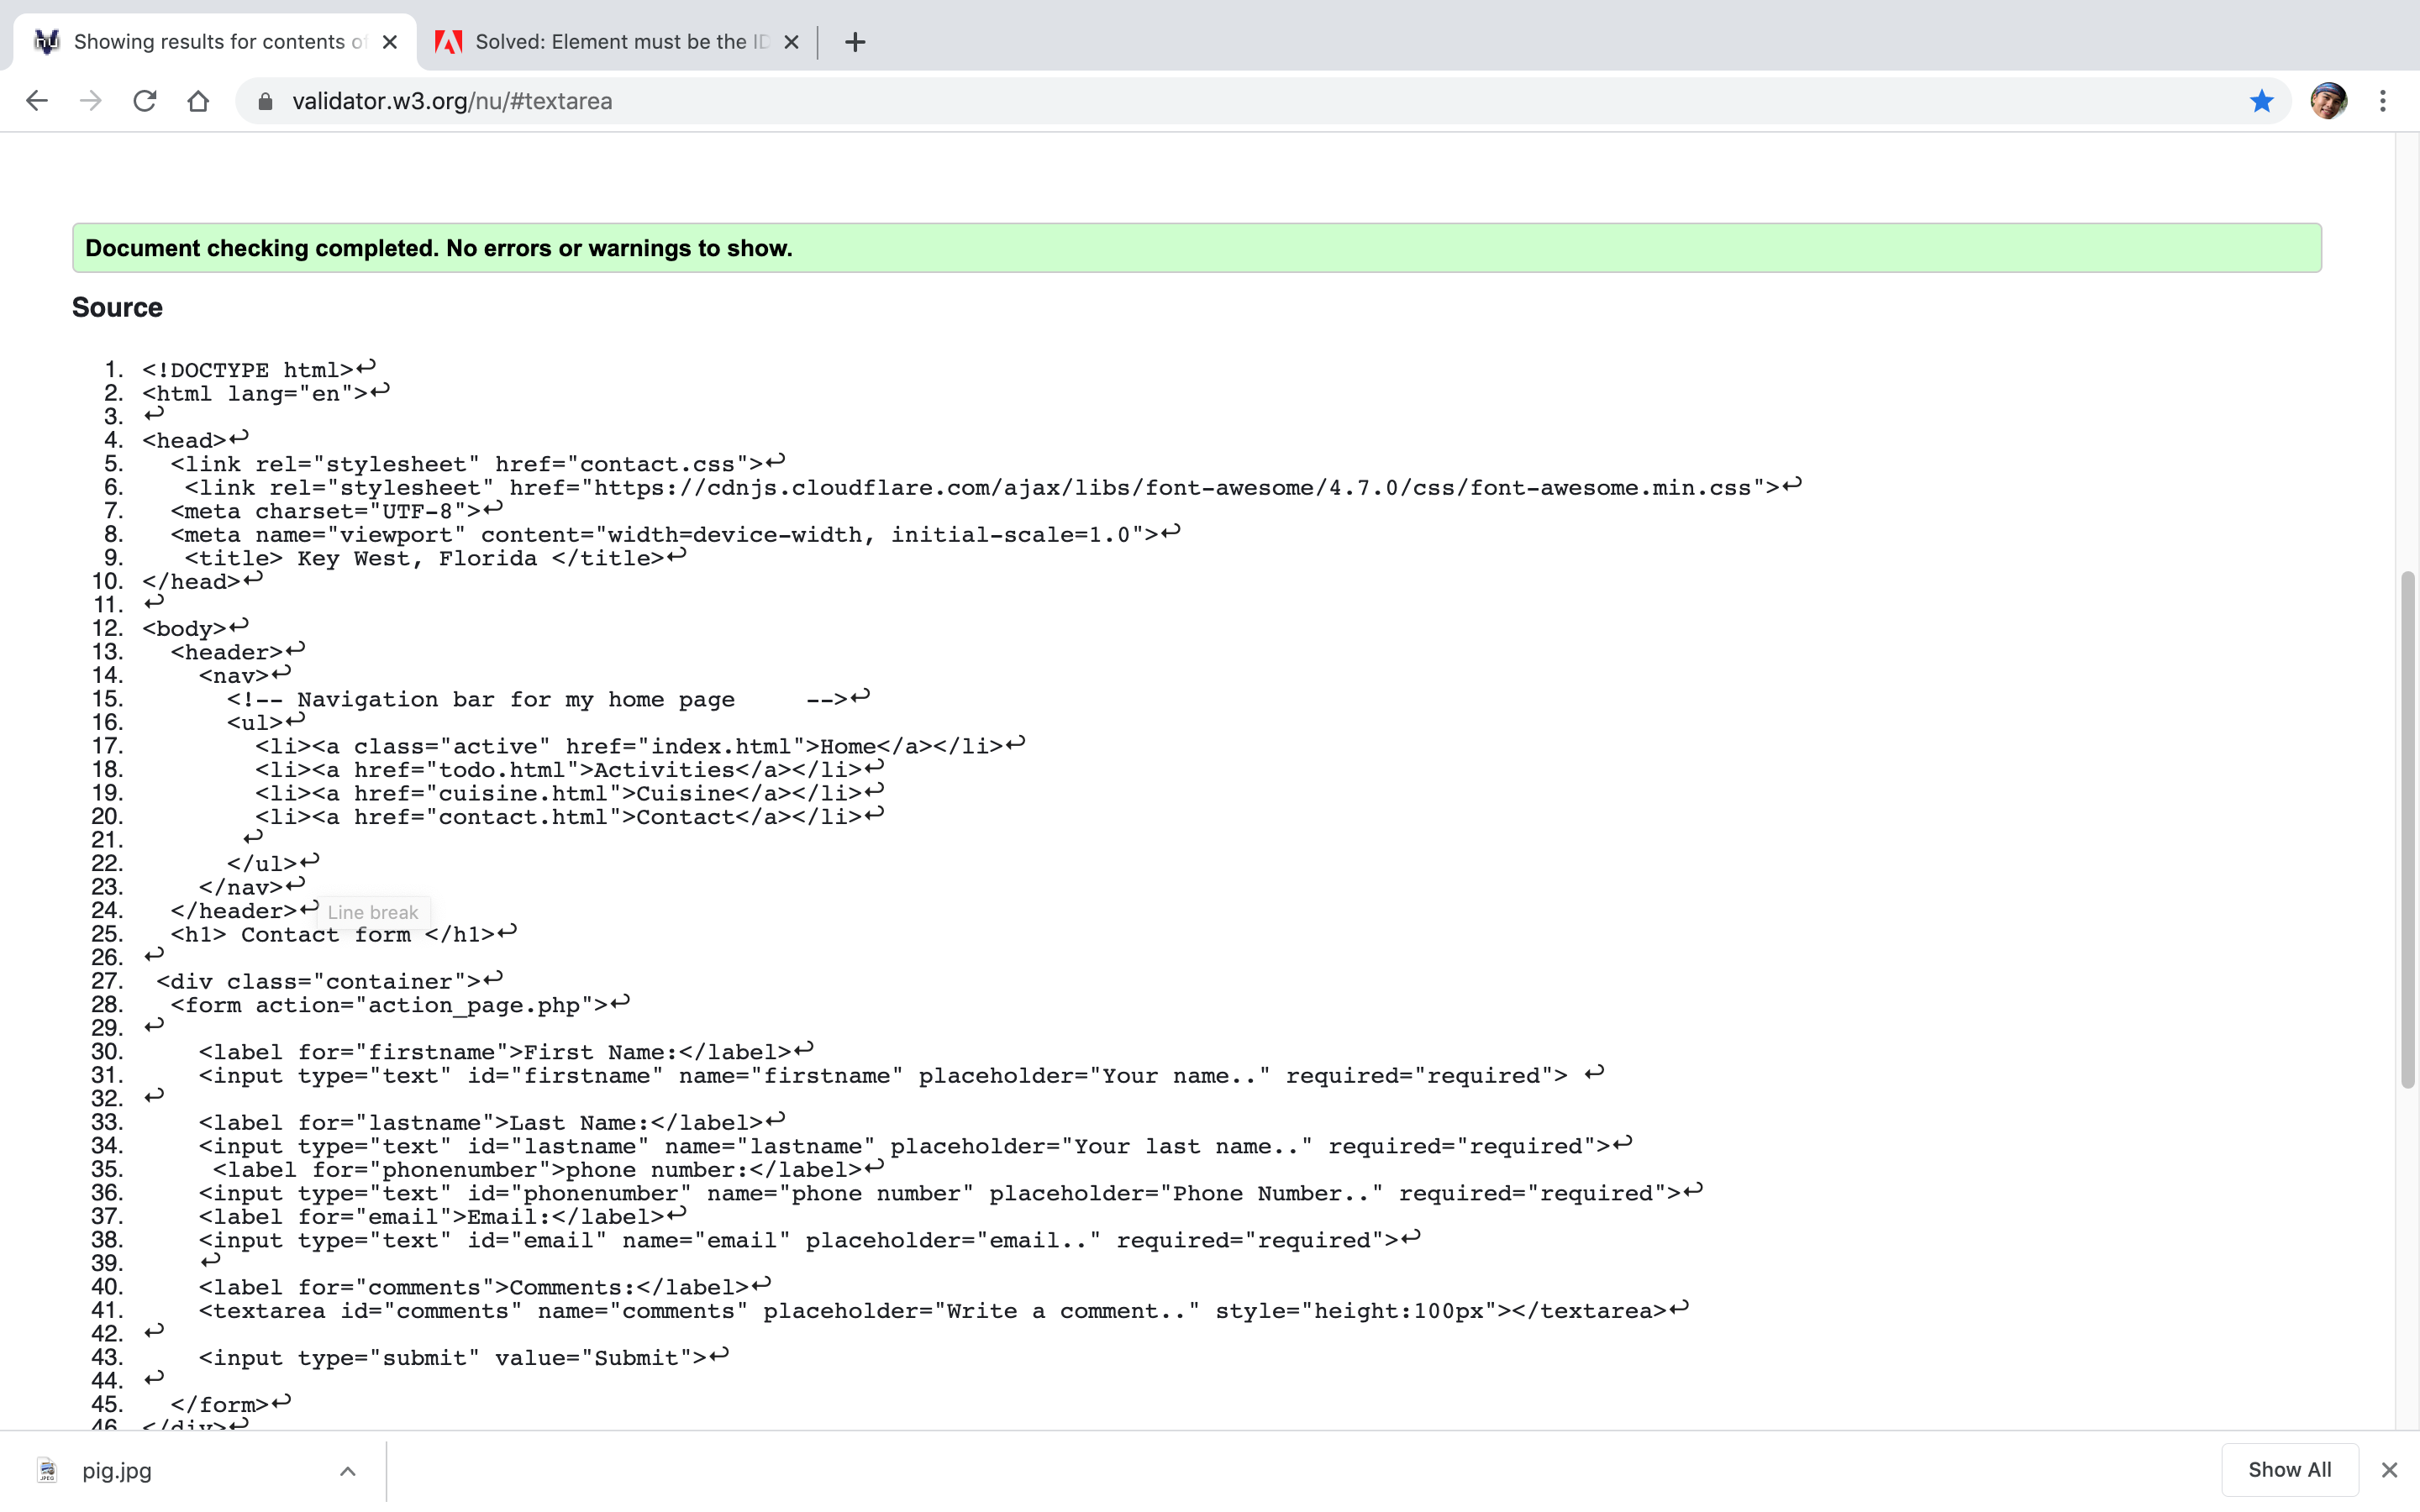 Showing results for contents of
Solved: Element must be the ID
validator.w3.org/nu/#textarea
Document checking completed. No errors or warnings to show.
Source
1. <!DOCTYPE html>↩
2. <html lang="en">↩
3. ↩
4. <head>↩
5.   <link rel="stylesheet" href="contact.css">↩
6.    <link rel="stylesheet" href="https://cdnjs.cloudflare.com/ajax/libs/font-awesome/4.7.0/css/font-awesome.min.css">↩
7.   <meta charset="UTF-8">↩
8.   <meta name="viewport" content="width=device-width, initial-scale=1.0">↩
9.    <title> Key West, Florida </title>↩
10. </head>↩
11. ↩
12. <body>↩
13.   <header>↩
14.     <nav>↩
15.       <!-- Navigation bar for my home page     -->↩
16.       <ul>↩
17.         <li><a class="active" href="index.html">Home</a></li>↩
18.         <li><a href="todo.html">Activities</a></li>↩
19.         <li><a href="cuisine.html">Cuisine</a></li>↩
20.         <li><a href="contact.html">Contact</a></li>↩
21.        ↩
22.       </ul>↩
23.     </nav>↩
24.   </header>↩ Line break
25.   <h1> Contact form </h1>↩
26. ↩
27.  <div class="container">↩
28.   <form action="action_page.php">↩
29. ↩
30.     <label for="firstname">First Name:</label>↩
31.     <input type="text" id="firstname" name="firstname" placeholder="Your name.." required="required"> ↩
32. ↩
33.     <label for="lastname">Last Name:</label>↩
34.     <input type="text" id="lastname" name="lastname" placeholder="Your last name.." required="required">↩
35.      <label for="phonenumber">phone number:</label>↩
36.     <input type="text" id="phonenumber" name="phone number" placeholder="Phone Number.." required="required">↩
37.     <label for="email">Email:</label>↩
38.     <input type="text" id="email" name="email" placeholder="email.." required="required">↩
39.     ↩
40.     <label for="comments">Comments:</label>↩
41.     <textarea id="comments" name="comments" placeholder="Write a comment.." style="height:100px"></textarea>↩
42. ↩
43.     <input type="submit" value="Submit">↩
44. ↩
45.   </form>↩
46. </div>↩
pig.jpg
Show All